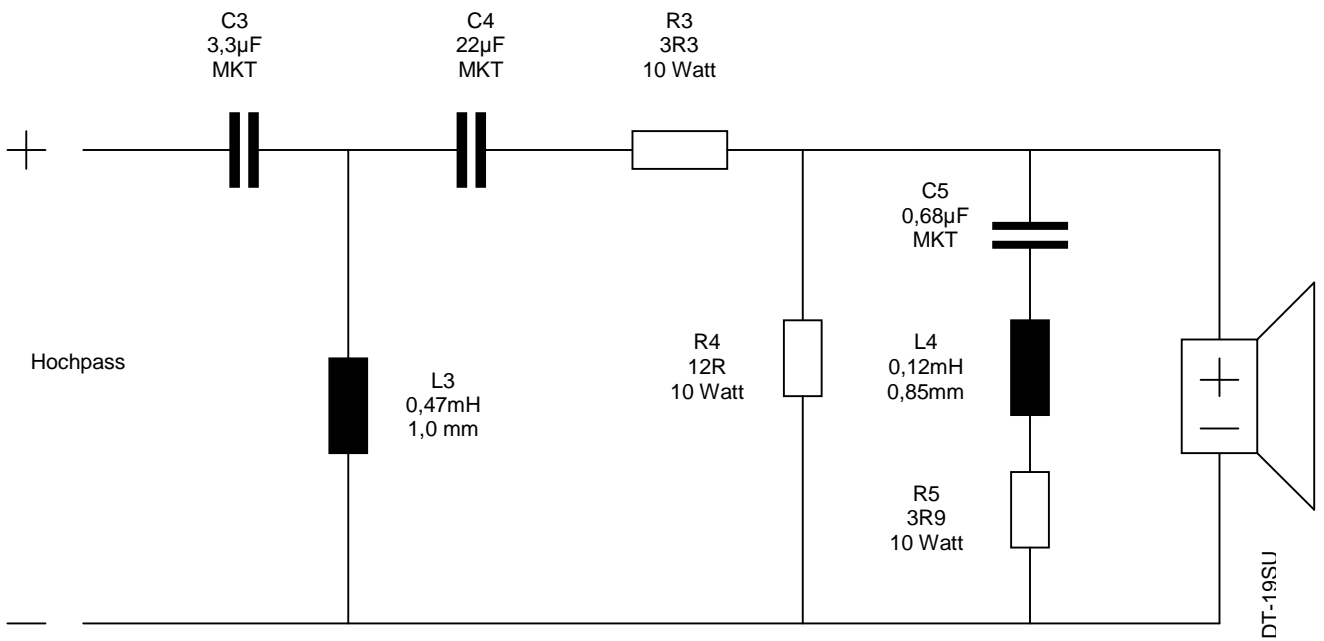 C3
3,3µF
MKT
C4
22µF
MKT
R3
3R3
10 Watt
C5
0,68µF
MKT
Hochpass
L3
0,47mH
1,0 mm
R4
12R
10 Watt
L4
0,12mH
0,85mm
R5
3R9
10 Watt
DT-19SU